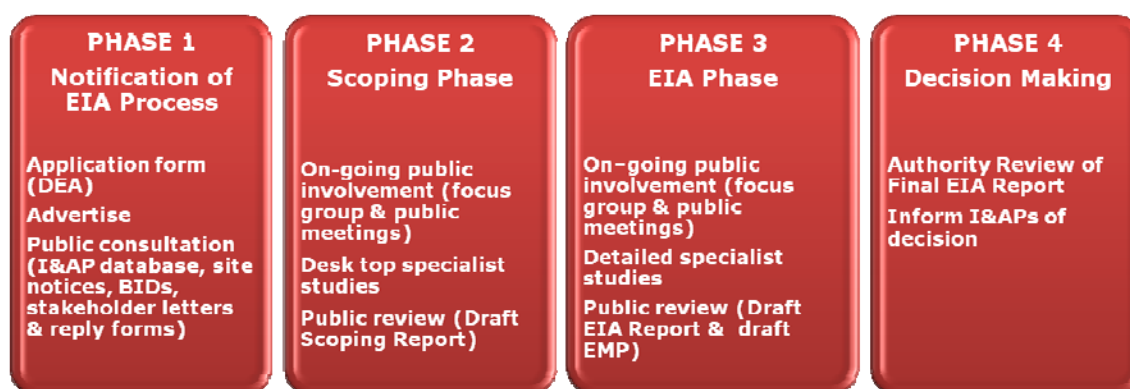 PHASE 1
Notification of
EIA Process
Application form
(DEA)
Advertise
Public consultation
(I&AP database, site
notices, BIDs,
stakeholder letters
& reply forms)
PHASE 2
Scoping Phase
On-going public
involvement (focus
group & public
meetings)
Desk top specialist
studies
Public review (Draft
Scoping Report)
PHASE 3
EIA Phase
On–going public
involvement (focus
group & public
meetings)
Detailed specialist
studies
Public review (Draft
EIA Report & draft
EMP)
PHASE 4
Decision Making
Authority Review of
Final EIA Report
Inform I&APs of
decision